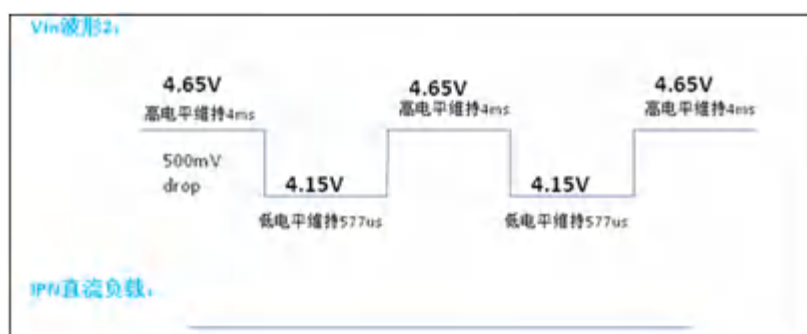 Vin波形2:
4.65V 4.65V 4.65V
高电平维持4ms 高电平维持4ms 高电平维持4ms
500mV
drop
4.15V 4.15V
低电平维持577us 低电平维持577us
IPN直流负载: